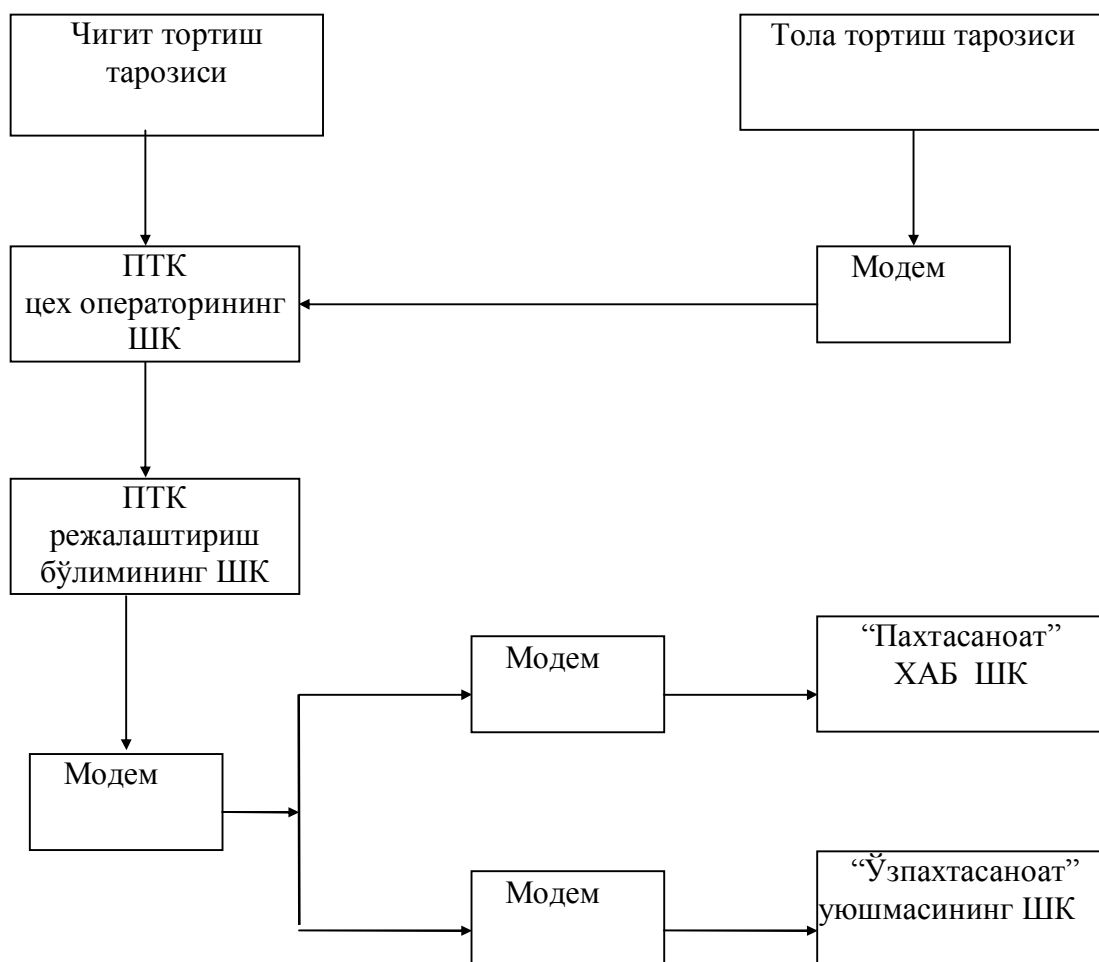 Чигит тортиш
тарозиси
Тола тортиш тарозиси
ПТК
цех операторининг
ШК
Модем
ПТК
режалаштириш
бўлимининг ШК
Модем
Модем
“Пахтасаноат”
ХАБ ШК
Модем
“Ўзпахтасаноат”
уюшмасининг ШК